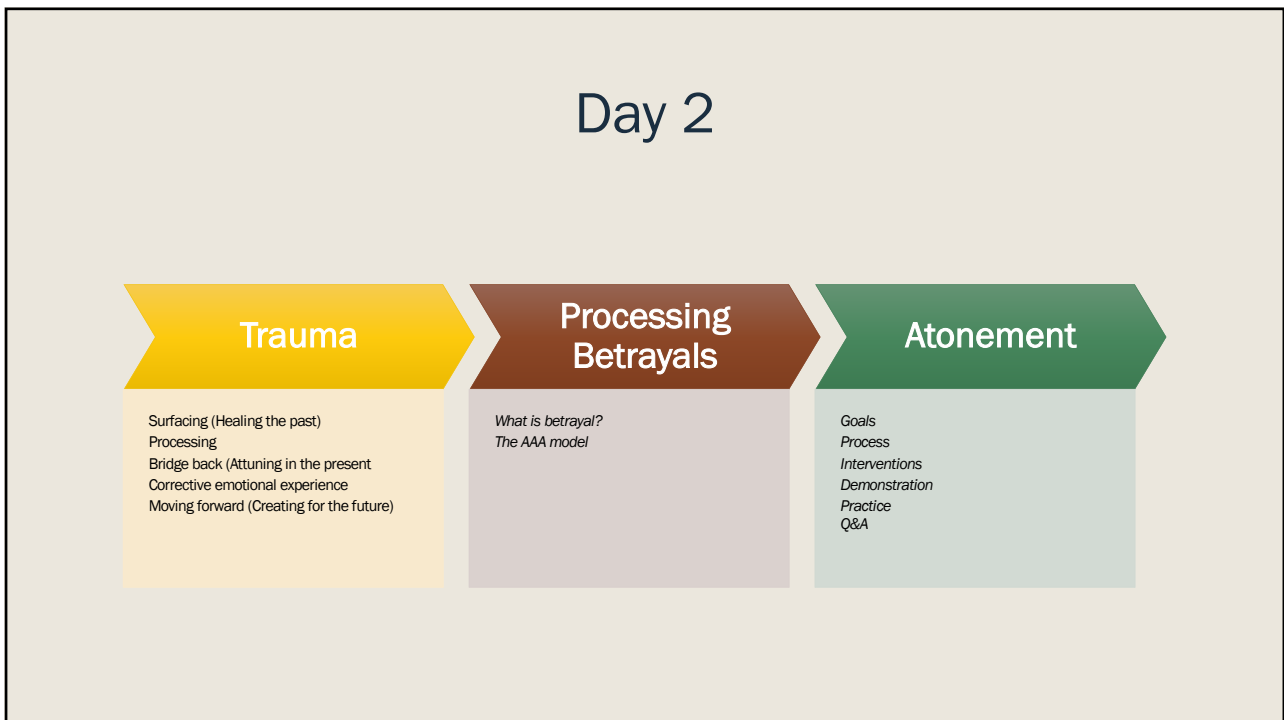 Day 2
Trauma
Surfacing (Healing the past)
Processing
Bridge back (Attuning in the present
Corrective emotional experience
Moving forward (Creating for the future)
Processing
Betrayals
What is betrayal?
The AAA model
Atonement
Goals
Process
Interventions
Demonstration
Practice
Q&A